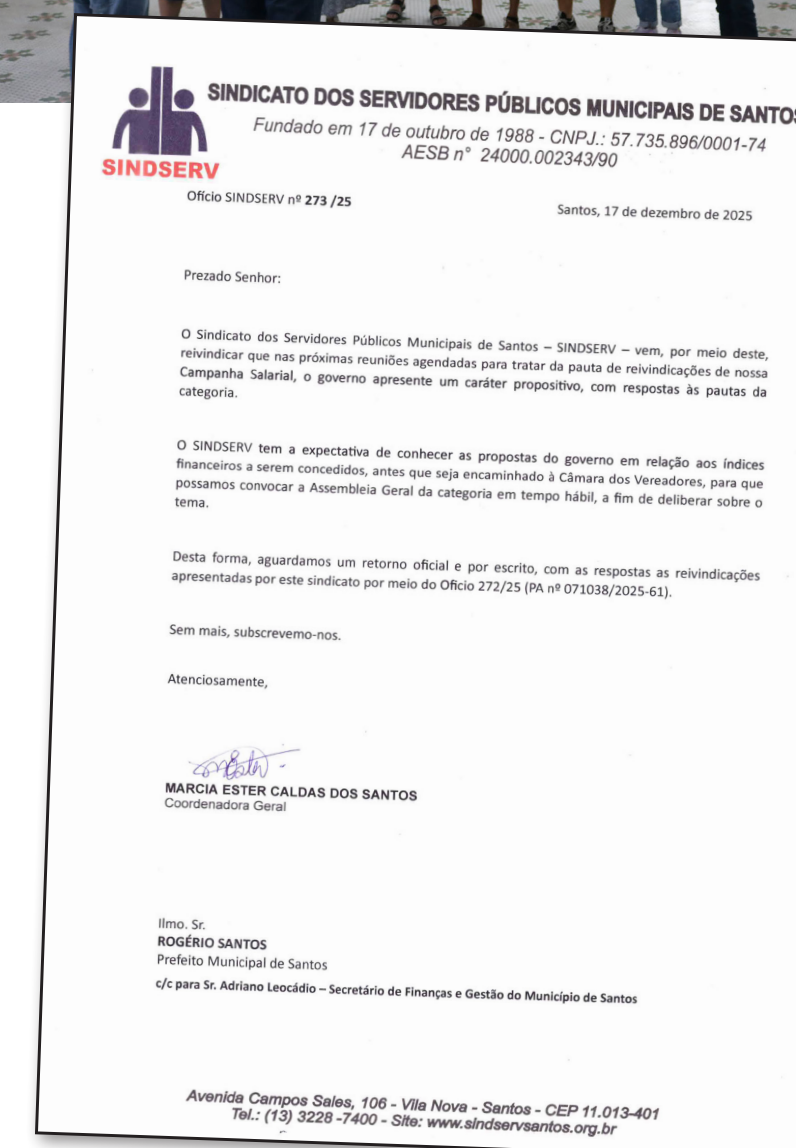 SINDICATO DOS SERVIDORES PÚBLICOS MUNICIPAIS DE SANTOS
Fundado em 17 de outubro de 1988 - CNPJ.: 57.735.896/0001-74
AESB n° 24000.002343/90
SINDSERV
Ofício SINDSERV nº 273 /25
Santos, 17 de dezembro de 2025
Prezado Senhor:
O Sindicato dos Servidores Públicos Municipais de Santos – SINDSERV – vem, por meio deste,
reivindicar que nas próximas reuniões agendadas para tratar da pauta de reivindicações de nossa
Campanha Salarial, o governo apresente um caráter propositivo, com respostas às pautas da
categoria.
O SINDSERV tem a expectativa de conhecer as propostas do governo em relação aos índices
financeiros a serem concedidos, antes que seja encaminhado à Câmara dos Vereadores, para que
possamos convocar a Assembleia Geral da categoria em tempo hábil, a fim de deliberar sobre o
tema.
Desta forma, aguardamos um retorno oficial e por escrito, com as respostas as reivindicações
apresentadas por este sindicato por meio do Oficio 272/25 (PA nº 071038/2025-61).
Sem mais, subscrevemo-nos.
Atenciosamente,
MARCIA ESTER CALDAS DOS SANTOS
Coordenadora Geral
Ilmo. Sr.
ROGÉRIO SANTOS
Prefeito Municipal de Santos
c/c para Sr. Adriano Leocádio – Secretário de Finanças e Gestão do Município de Santos
Avenida Campos Sales, 106 - Vila Nova - Santos - CEP 11.013-401
Tel.: (13) 3228 -7400 - Site: www.sindservsantos.org.br